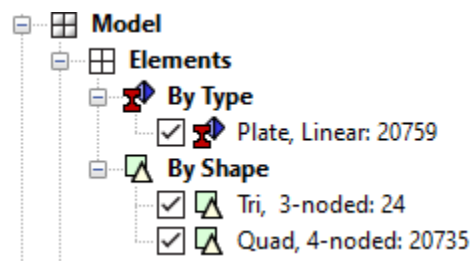 Model
Elements
By Type
Plate, Linear: 20759
By Shape
Tri, 3-noded: 24
Quad, 4-noded: 20735